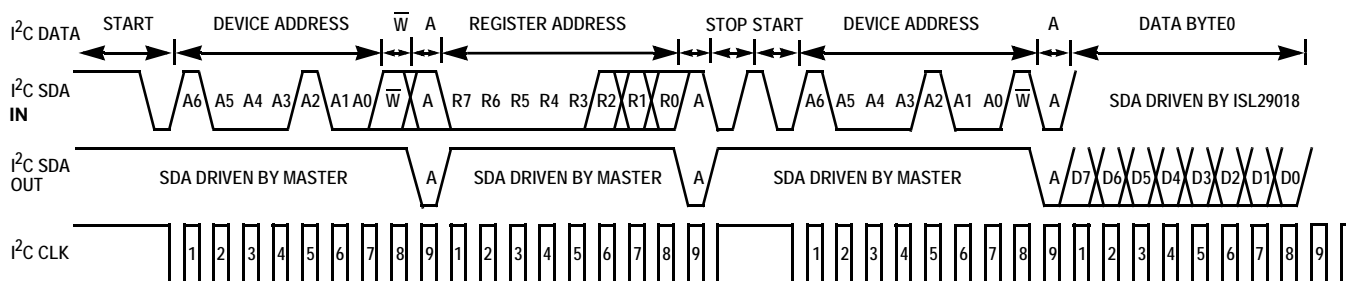 I2C DATA START DEVICE ADDRESS W A REGISTER ADDRESS STOP START DEVICE ADDRESS A DATA BYTE0
I2C SDA IN A6 A5 A4 A3 A2 A1 A0 W A R7 R6 R5 R4 R3 R2 R1 R0 A A6 A5 A4 A3 A2 A1 A0 W A SDA DRIVEN BY ISL29018
I2C SDA OUT SDA DRIVEN BY MASTER A SDA DRIVEN BY MASTER A SDA DRIVEN BY MASTER A D7 D6 D5 D4 D3 D2 D1 D0
I2C CLK 1 2 3 4 5 6 7 8 9 1 2 3 4 5 6 7 8 9 1 2 3 4 5 6 7 8 9 1 2 3 4 5 6 7 8 9